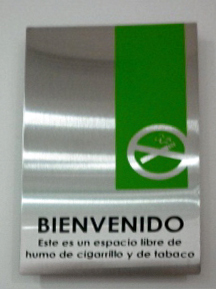 BIENVENIDO
Este es un espacio libre de
humo de cigarrillo y de tabaco